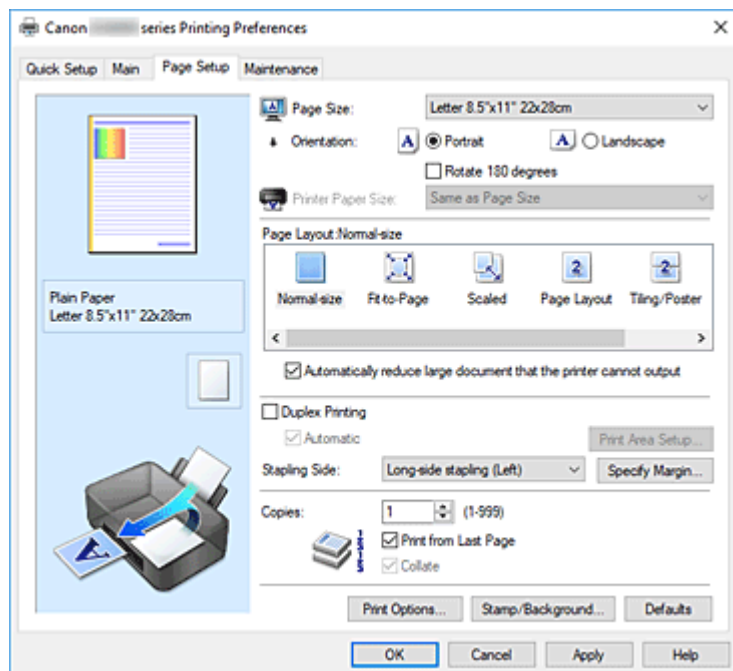 Canon series Printing Preferences
Quick Setup Main Page Setup Maintenance
Page Size: Letter 8.5"x11" 22x28cm
Orientation: A Portrait A Landscape
Rotate 180 degrees
Printer Paper Size: Same as Page Size
Page Layout:Normal-size
Normal-size Fit-to-Page Scaled Page Layout Tiling/Poster
Plain Paper
Letter 8.5"x11" 22x28cm
Automatically reduce large document that the printer cannot output
Duplex Printing
Automatic Print Area Setup...
Stapling Side: Long-side stapling (Left) Specify Margin...
Copies: 1 (1-999)
Print from Last Page
Collate
Print Options... Stamp/Background... Defaults
OK Cancel Apply Help